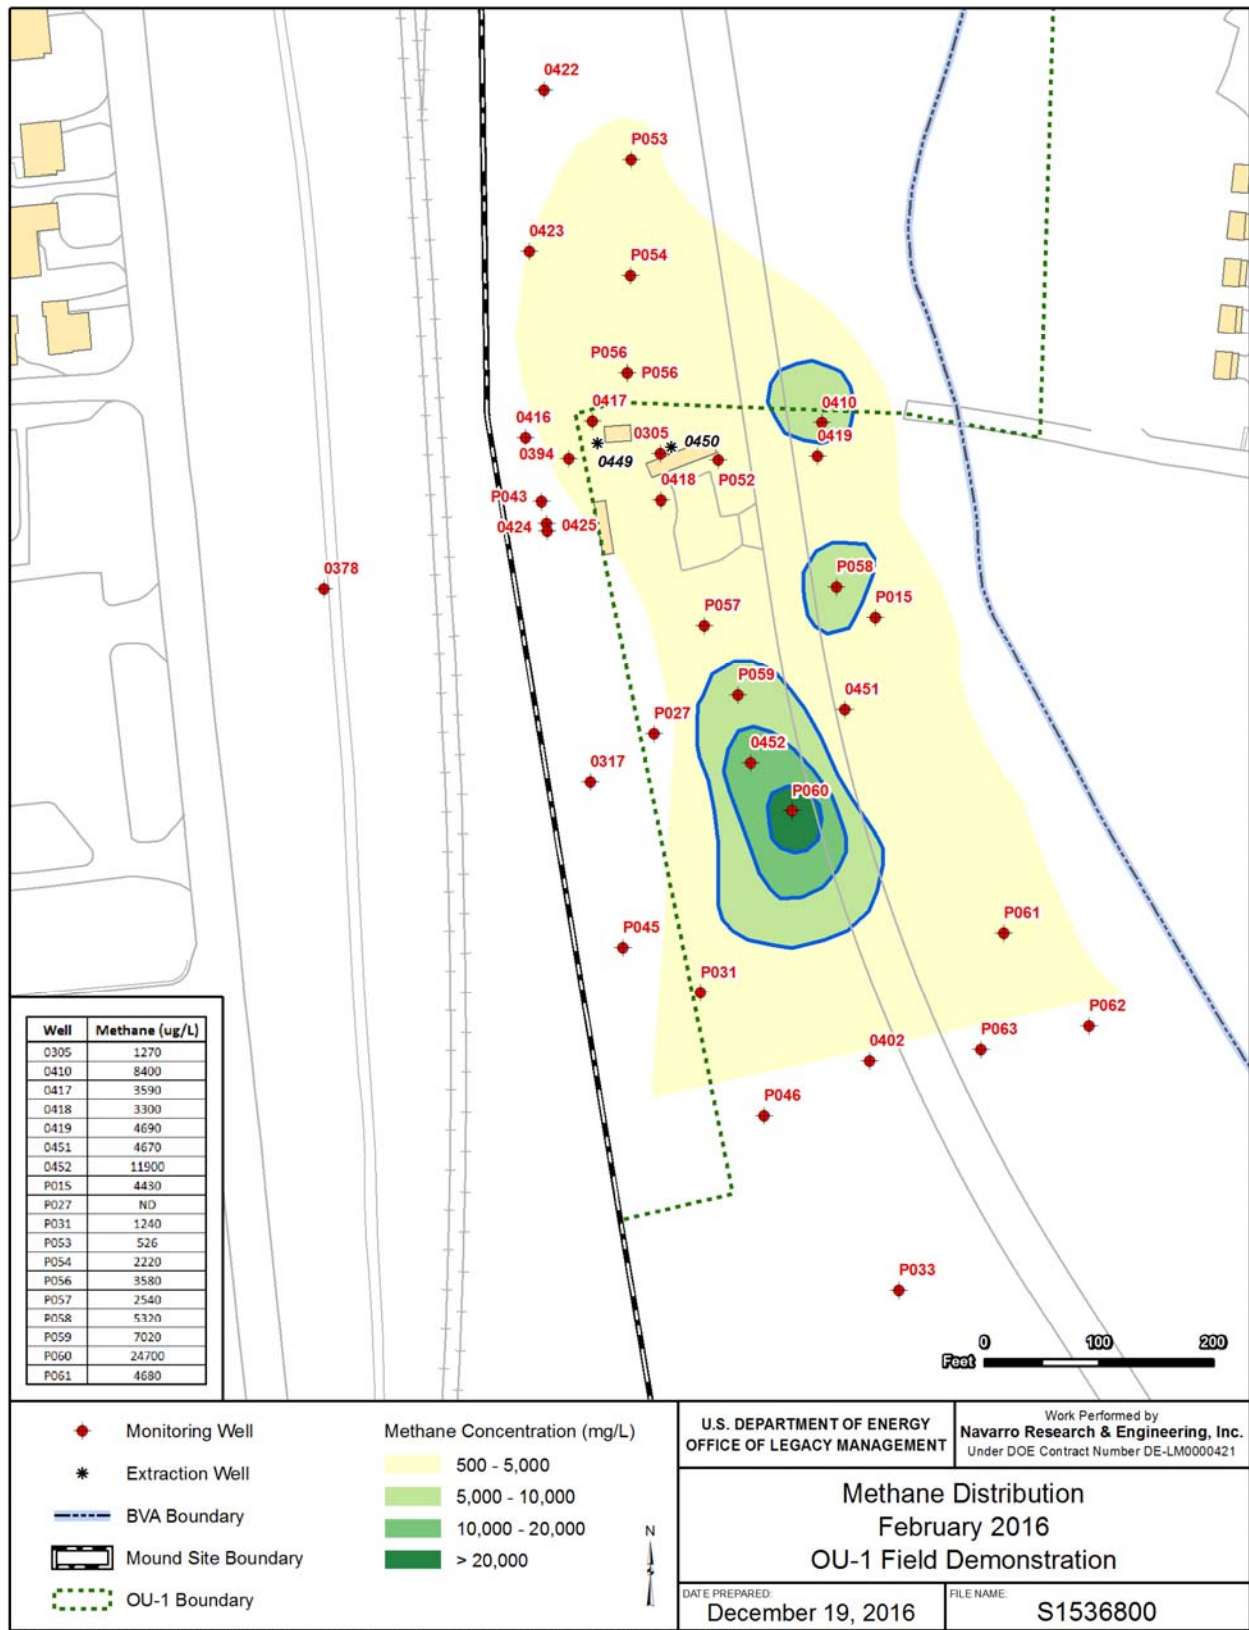 0422
P053
0423
P054
P056
P056
0417
0410
0416
0305
0450
0419
0394
0449
P052
0418
P043
0424
0425
0378
P058
P015
P057
P059
0451
P027
0452
0317
P060
P061
P045
P031
P062
P063
0402
P046
P033
Well Methane (ug/L)
0305 1270
0410 8400
0417 3590
0418 3300
0419 4690
0451 4670
0452 11900
P015 4430
P027 ND
P031 1240
P053 526
P054 2220
P056 3580
P057 2540
P058 5320
P059 7020
P060 24700
P061 4680
0 100 200
Feet
Monitoring Well
Extraction Well
BVA Boundary
Mound Site Boundary
OU-1 Boundary
Methane Concentration (mg/L)
500 - 5,000
5,000 - 10,000
10,000 - 20,000
> 20,000
N
U.S. DEPARTMENT OF ENERGY
OFFICE OF LEGACY MANAGEMENT
Work Performed by
Navarro Research & Engineering, Inc.
Under DOE Contract Number DE-LM0000421
Methane Distribution
February 2016
OU-1 Field Demonstration
DATE PREPARED:
December 19, 2016
FILE NAME:
S1536800